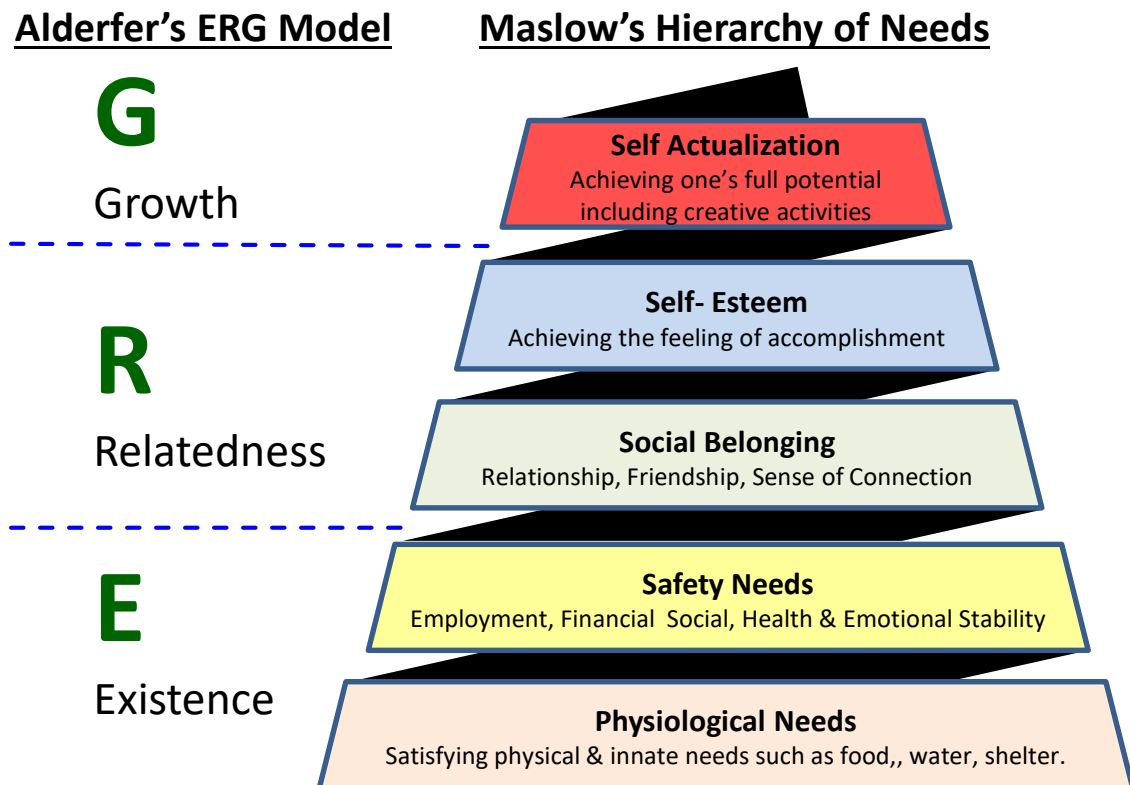 Alderfer's ERG Model
Maslow's Hierarchy of Needs
G
Growth
Self Actualization
Achieving one's full potential
including creative activities
R
Relatedness
Self- Esteem
Achieving the feeling of accomplishment
Social Belonging
Relationship, Friendship, Sense of Connection
E
Existence
Safety Needs
Employment, Financial  Social, Health & Emotional Stability
Physiological Needs
Satisfying physical & innate needs such as food,, water, shelter.